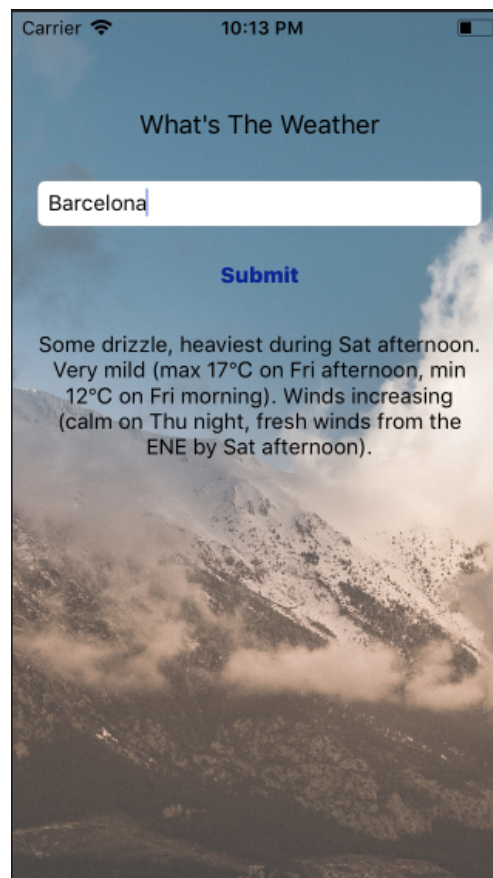 Carrier
10:13 PM
What's The Weather
Barcelona
Submit
Some drizzle, heaviest during Sat afternoon.
Very mild (max 17°C on Fri afternoon, min
12°C on Fri morning). Winds increasing
(calm on Thu night, fresh winds from the
ENE by Sat afternoon).